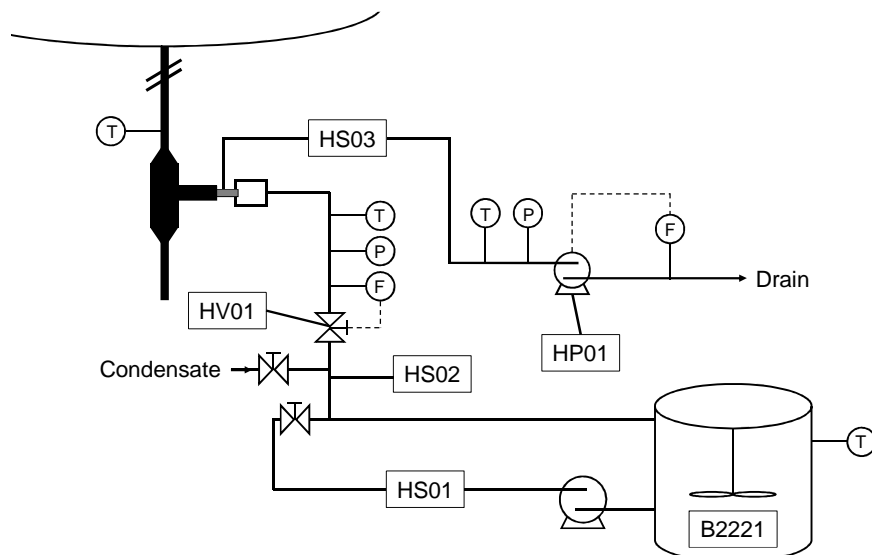 T
HS03
T
P
F
T
P
F
Drain
HV01
HP01
Condensate
HS02
T
HS01
B2221